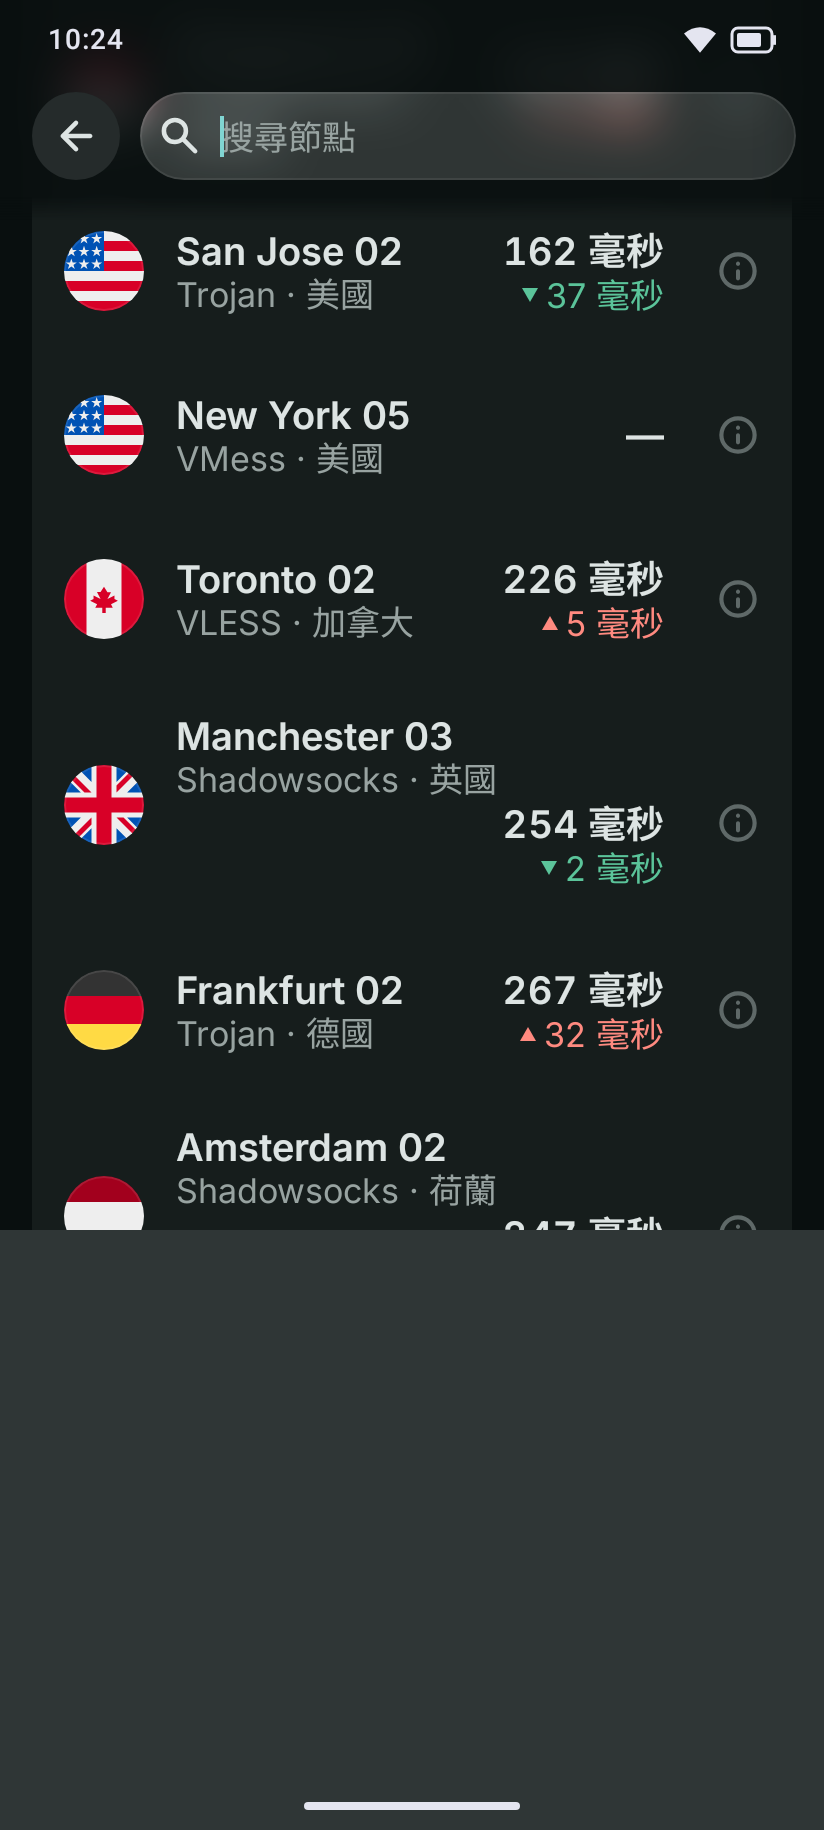 10:24
搜尋節點
San Jose 02
162 毫秒
Trojan · 美國
▼37 毫秒
New York 05
—
VMess · 美國
Toronto 02
226 毫秒
VLESS · 加拿大
▲5 毫秒
Manchester 03
Shadowsocks · 英國
254 毫秒
▼2 毫秒
Frankfurt 02
267 毫秒
Trojan · 德國
▲32 毫秒
Amsterdam 02
Shadowsocks · 荷蘭
毫秒